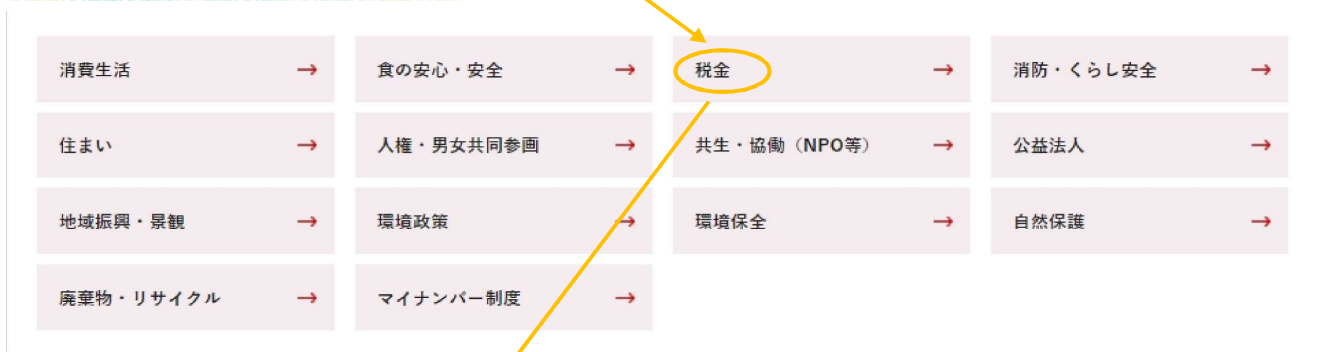 消費生活 → 食の安心・安全 → 税金 → 消防・くらし安全 →
住まい → 人権・男女共同参画 → 共生・協働（NPO等） → 公益法人 →
地域振興・景観 → 環境政策 → 環境保全 → 自然保護 →
廃棄物・リサイクル → マイナンバー制度 →